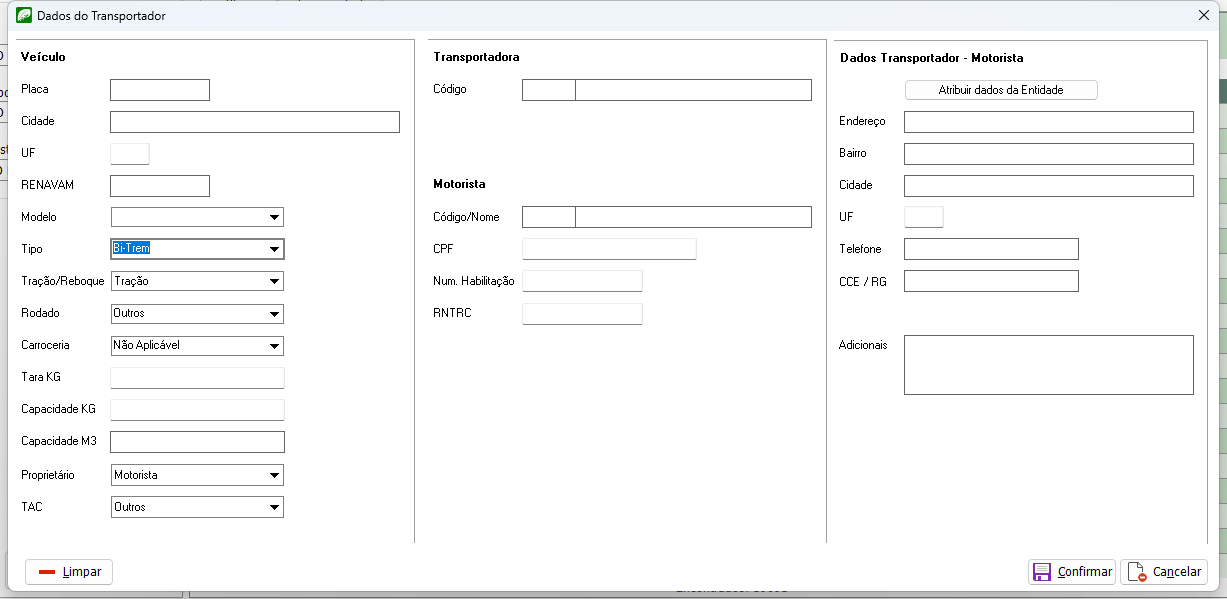 Dados do Transportador
Veículo
Placa
Cidade
UF
RENAVAM
Modelo
Tipo Bi-Trem
Tração/Reboque Tração
Rodado Outros
Carroceria Não Aplicável
Tara KG
Capacidade KG
Capacidade M3
Proprietário Motorista
TAC Outros
Transportadora
Código
Motorista
Código/Nome
CPF
Num. Habilitação
RNTRC
Dados Transportador - Motorista
Atribuir dados da Entidade
Endereço
Bairro
Cidade
UF
Telefone
CCE / RG
Adicionais
Limpar
Confirmar
Cancelar